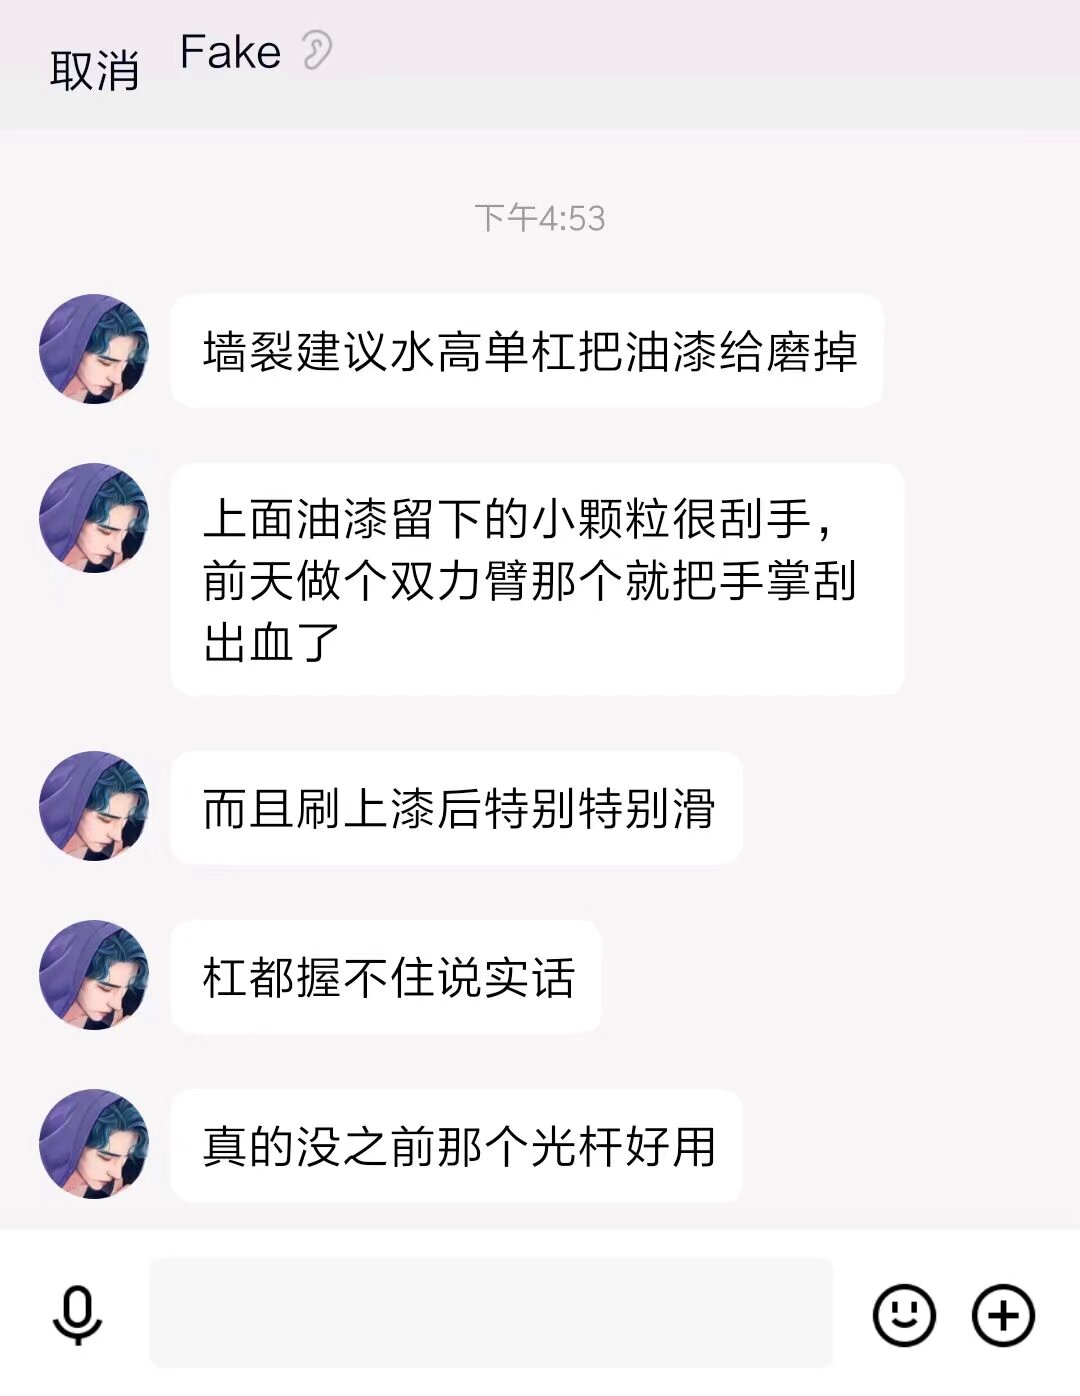 取消 Fake
下午4:53
墙裂建议水高单杠把油漆给磨掉
上面油漆留下的小颗粒很刮手，
前天做个双力臂那个就把手掌刮
出血了
而且刷上漆后特别特别滑
杠都握不住说实话
真的没之前那个光杆好用